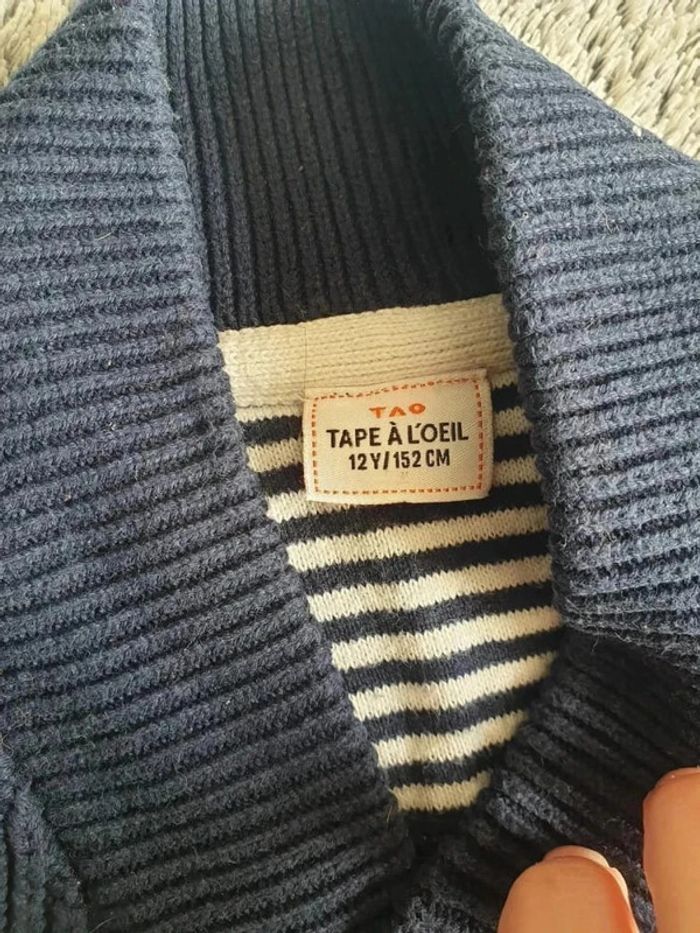 TAO
TAPE À L'OEIL
12 Y/152 CM